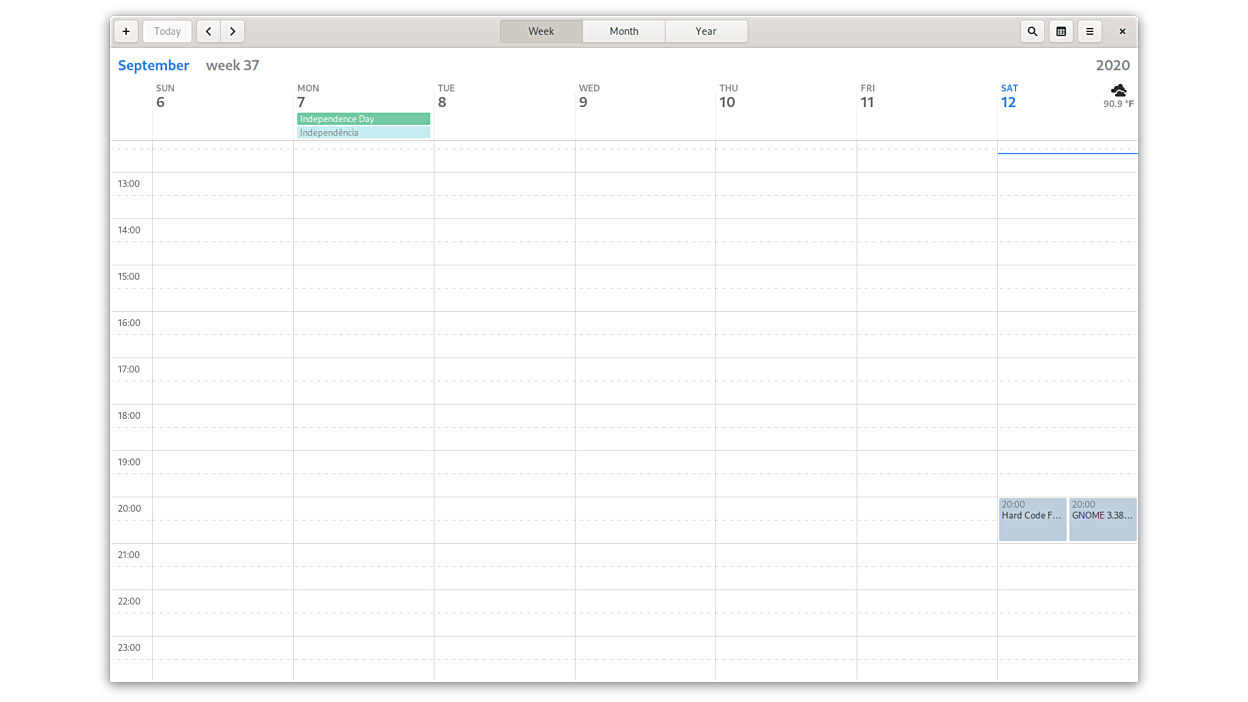 Today
Week Month Year
September week 37 2020
SUN MON TUE WED THU FRI SAT
6 7 8 9 10 11 12 90.9 °F
Independence Day
Independência
13:00
14:00
15:00
16:00
17:00
18:00
19:00
20:00 20:00 20:00
Hard Code F... GNOME 3.38...
21:00
22:00
23:00